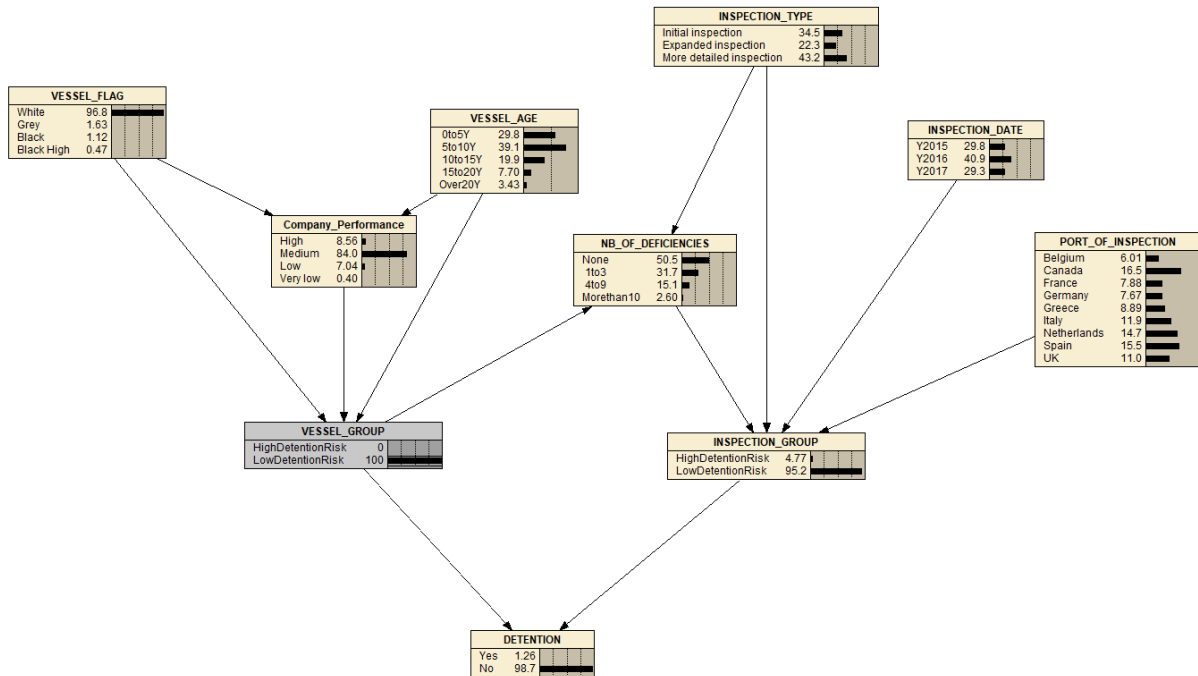 INSPECTION_TYPE
Initial inspection 34.5
Expanded inspection 22.3
More detailed inspection 43.2
VESSEL_FLAG
White 96.8
Grey 1.63
Black 1.12
Black High 0.47
VESSEL_AGE
0to5Y 29.8
5to10Y 39.1
10to15Y 19.9
15to20Y 7.70
Over20Y 3.43
INSPECTION_DATE
Y2015 29.8
Y2016 40.9
Y2017 29.3
Company_Performance
High 8.56
Medium 84.0
Low 7.04
Very low 0.40
NB_OF_DEFICIENCIES
None 50.5
1to3 31.7
4to9 15.1
Morethan10 2.60
PORT_OF_INSPECTION
Belgium 6.01
Canada 16.5
France 7.88
Germany 7.67
Greece 8.89
Italy 11.9
Netherlands 14.7
Spain 15.5
UK 11.0
VESSEL_GROUP
HighDetentionRisk 0
LowDetentionRisk 100
INSPECTION_GROUP
HighDetentionRisk 4.77
LowDetentionRisk 95.2
DETENTION
Yes 1.26
No 98.7